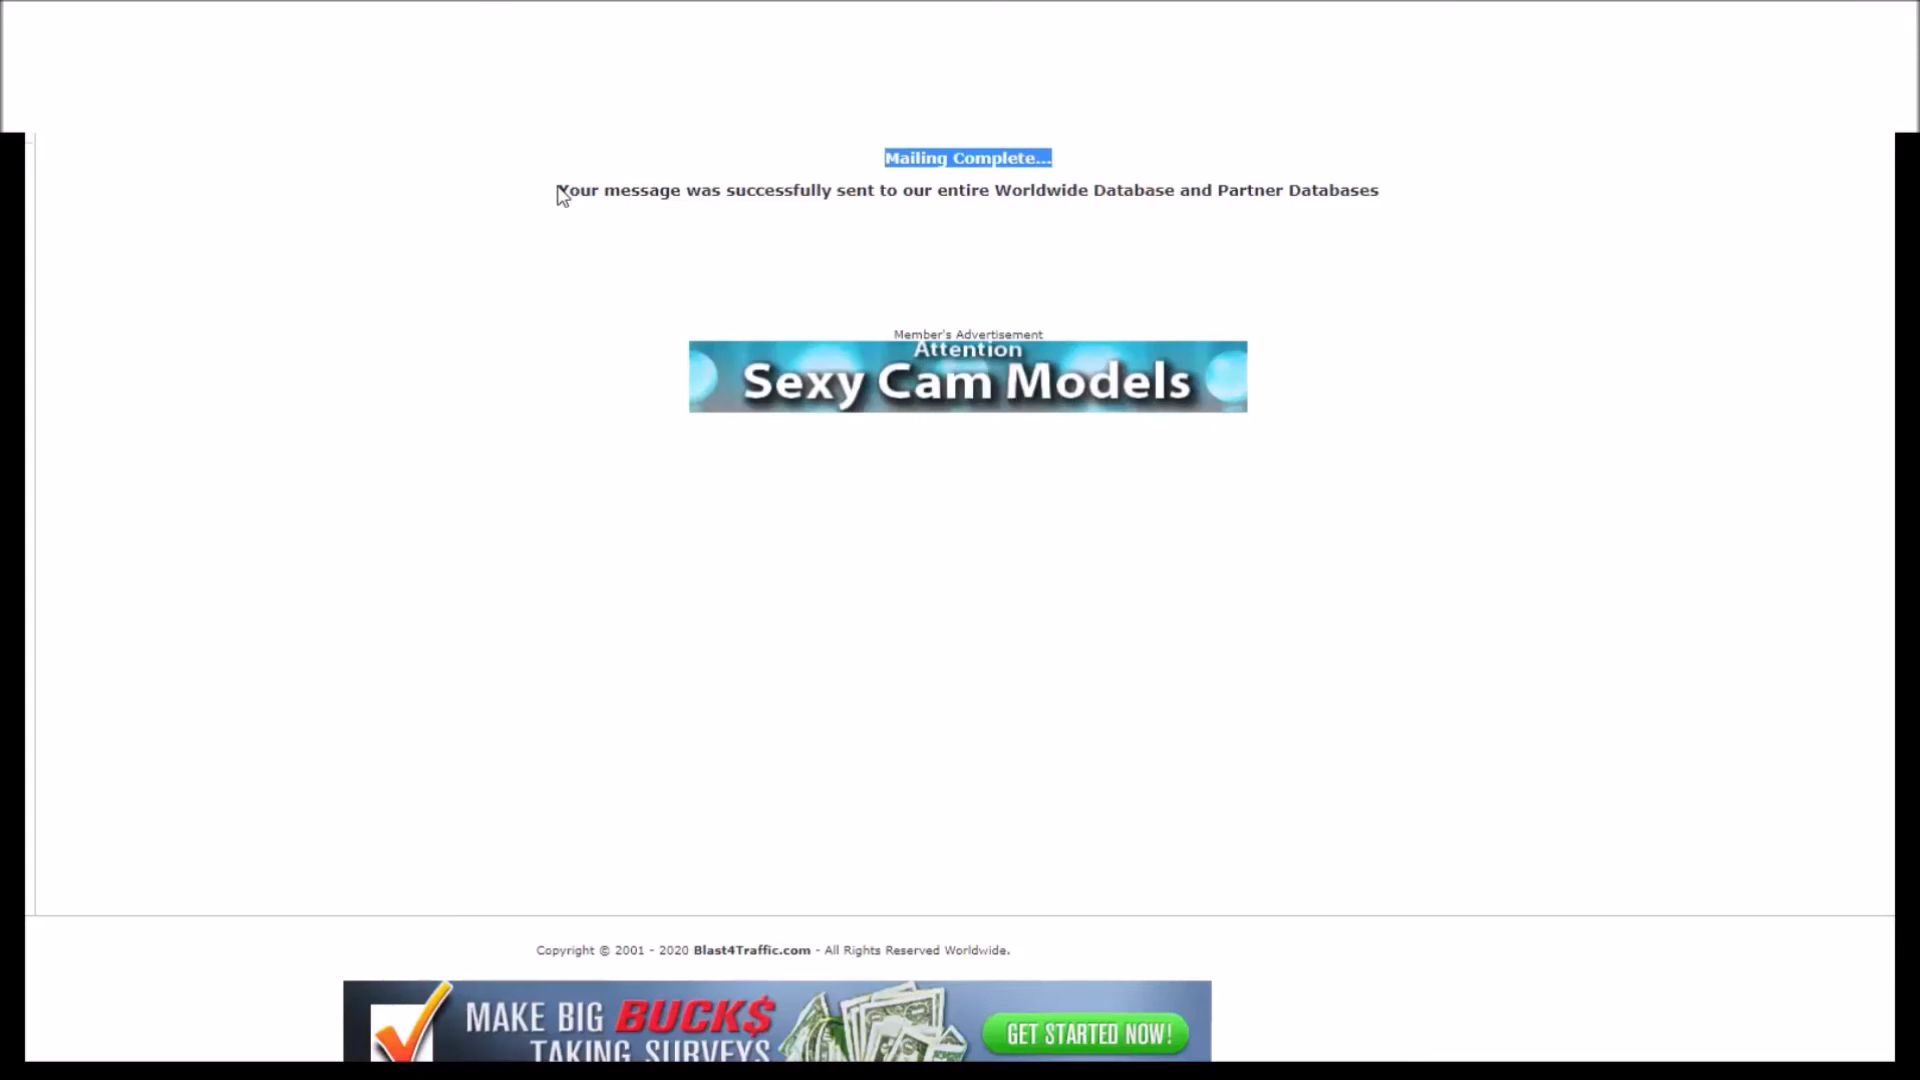 Mailing Complete...
Your message was successfully sent to our entire Worldwide Database and Partner Databases
Member's Advertisement
Attention
Sexy Cam Models
Copyright © 2001 - 2020 Blast4Traffic.com - All Rights Reserved Worldwide.
MAKE BIG BUCK$
TAKING SURVEYS
GET STARTED NOW!